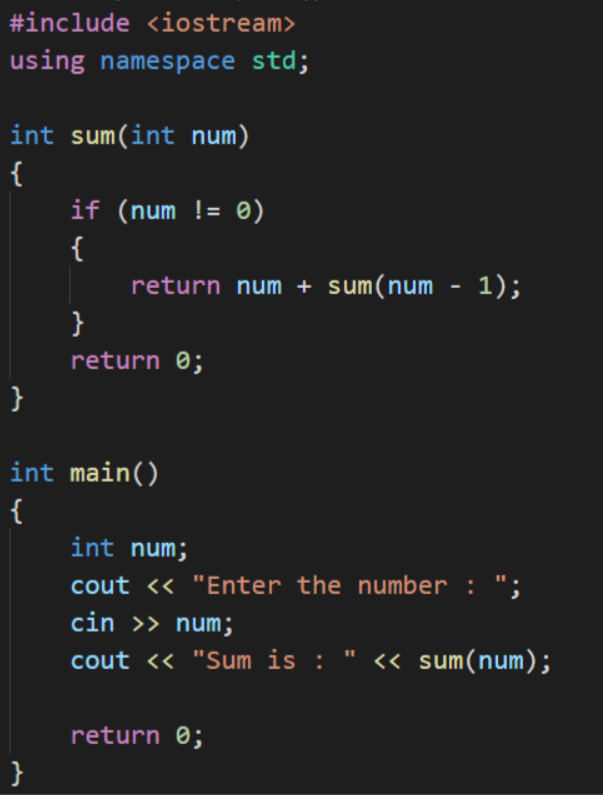 #include <iostream>
using namespace std;

int sum(int num)
{
    if (num != 0)
    {
        return num + sum(num - 1);
    }
    return 0;
}

int main()
{
    int num;
    cout << "Enter the number : ";
    cin >> num;
    cout << "Sum is : " << sum(num);

    return 0;
}